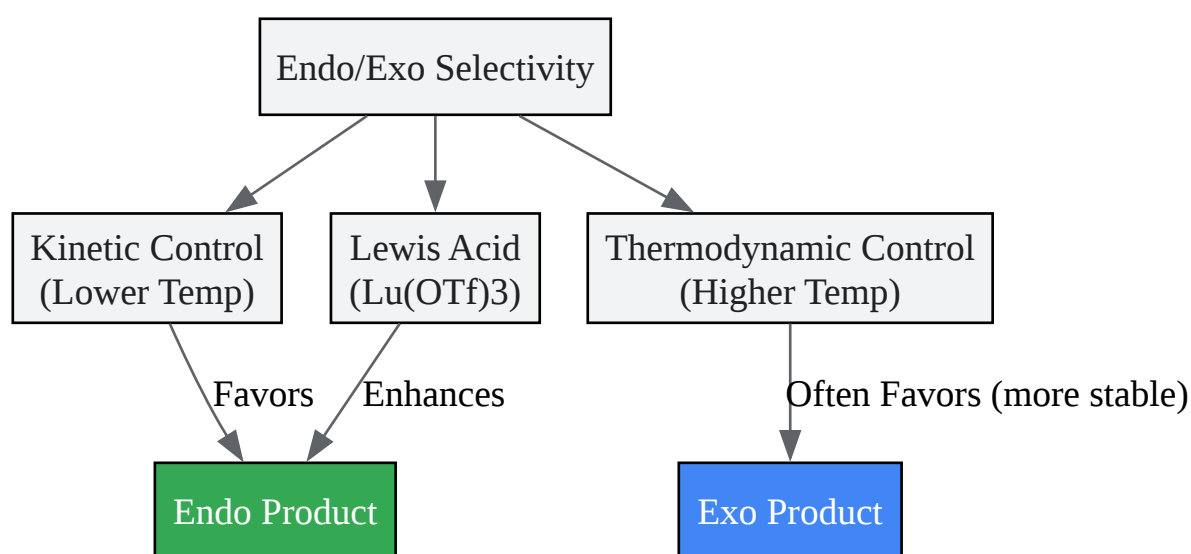 Endo/Exo Selectivity
Kinetic Control
(Lower Temp)
Lewis Acid
(Lu(OTf)3)
Thermodynamic Control
(Higher Temp)
Favors
Enhances
Often Favors (more stable)
Endo Product
Exo Product